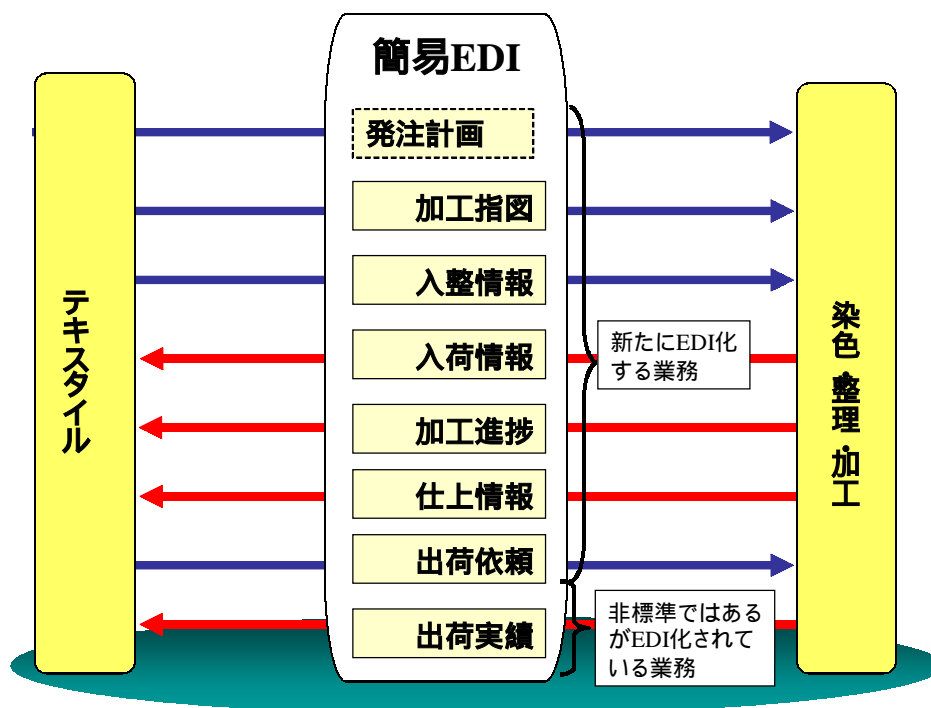 簡易EDI
発注計画
加工指図
入整情報
入荷情報
加工進捗
仕上情報
出荷依頼
出荷実績
テキスタイル
染色・整理・加工
新たにEDI化
する業務
非標準ではある
がEDI化されて
いる業務